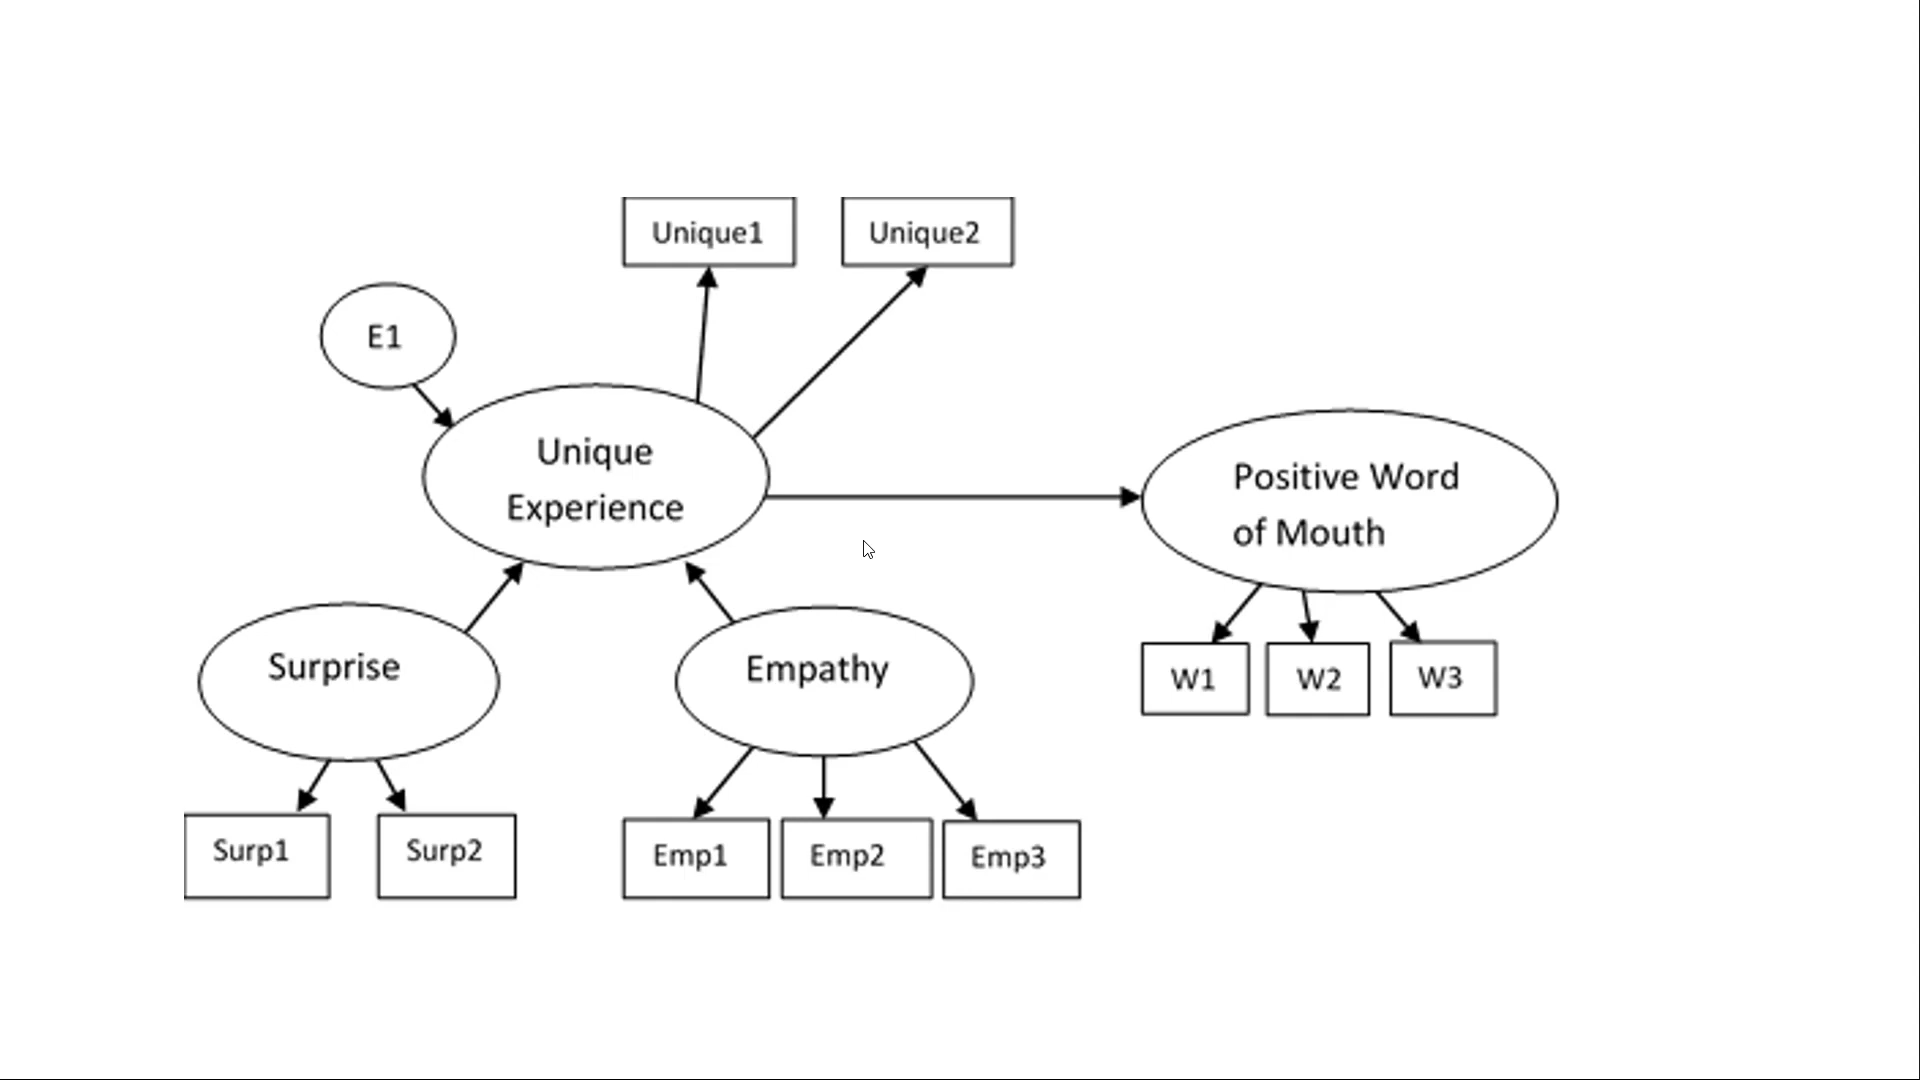 Unique1
Unique2
E1
Unique
Experience
Positive Word
of Mouth
Surprise
Empathy
W1
W2
W3
Surp1
Surp2
Emp1
Emp2
Emp3